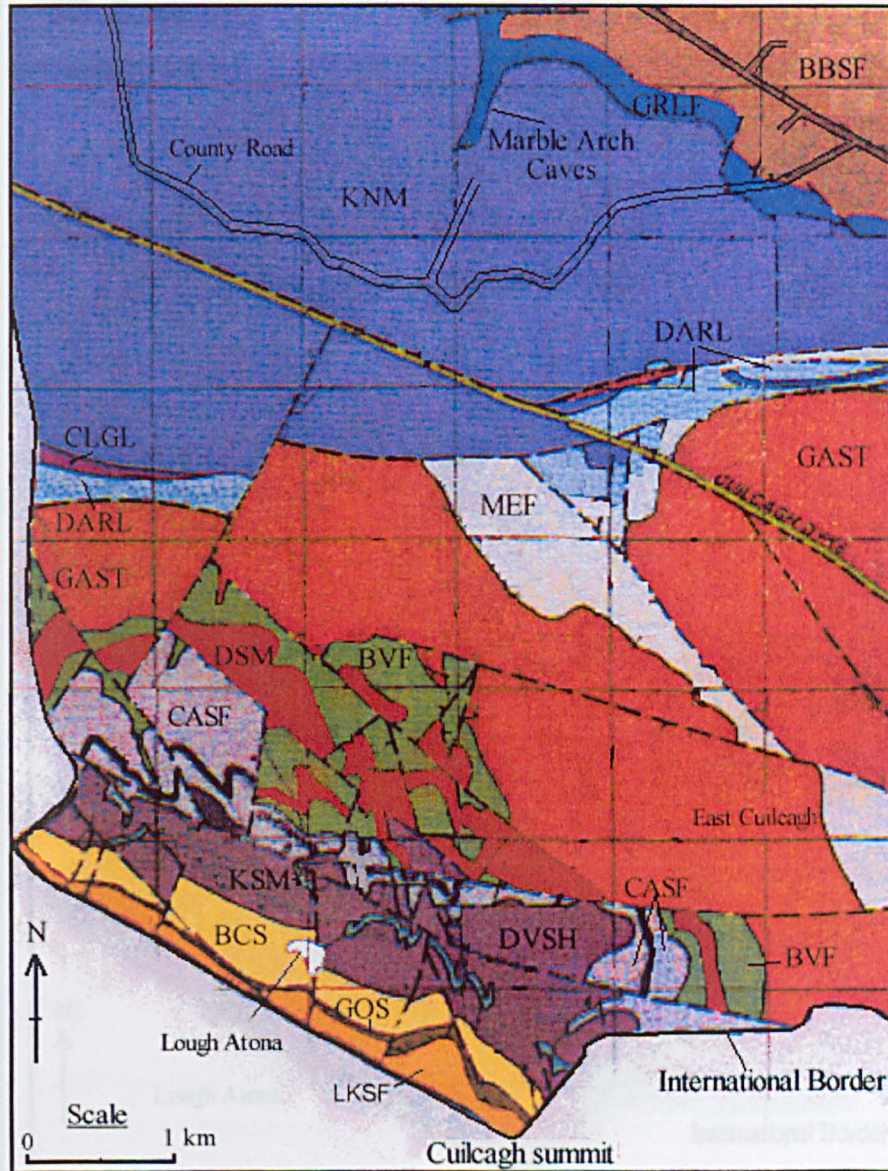 BBSF
GRLF
Marble Arch
Caves
County Road
KNM
DARL
CLGL
GAST
MEF
CUILCAGH DYKE
DARL
GAST
DSM
BVF
CASF
East Cuilcagh
KSM
CASF
BCS
DVSH
BVF
N
GOS
Lough Atona
LKSF
International Border
Scale
0 1 km
Cuilcagh summit